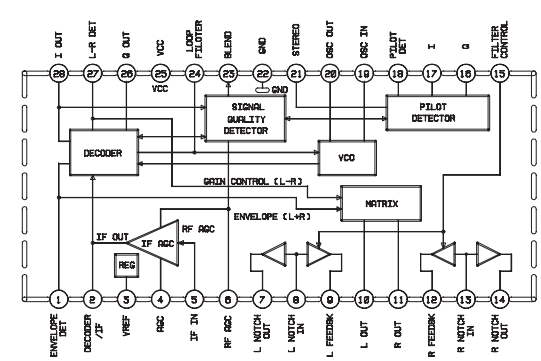 I OUT
L-R DET
Q OUT
VCC
LOOP
FILOTER
BLEND
GND
STEREO
OSC OUT
OSC IN
PILOT
DET
I
Q
FILTER
CONTROL
28
27
26
25
24
23
22
21
20
19
18
17
16
15
VCC
GND
SIGNAL
QUALITY
DETECTOR
PILOT
DETECTOR
DECODER
VCO
GAIN CONTROL (L-R)
MATRIX
ENVELOPE (L+R)
IF OUT
RF AGC
IF AGC
REG
1
2
3
4
5
6
7
8
9
10
11
12
13
14
ENVELOPE
DET
DECODER
/IF
VREF
AGC
IF IN
RF AGC
L NOTCH
OUT
L NOTCH
IN
L FEEDBK
L OUT
R OUT
R FEEDBK
R NOTCH
IN
R NOTCH
OUT